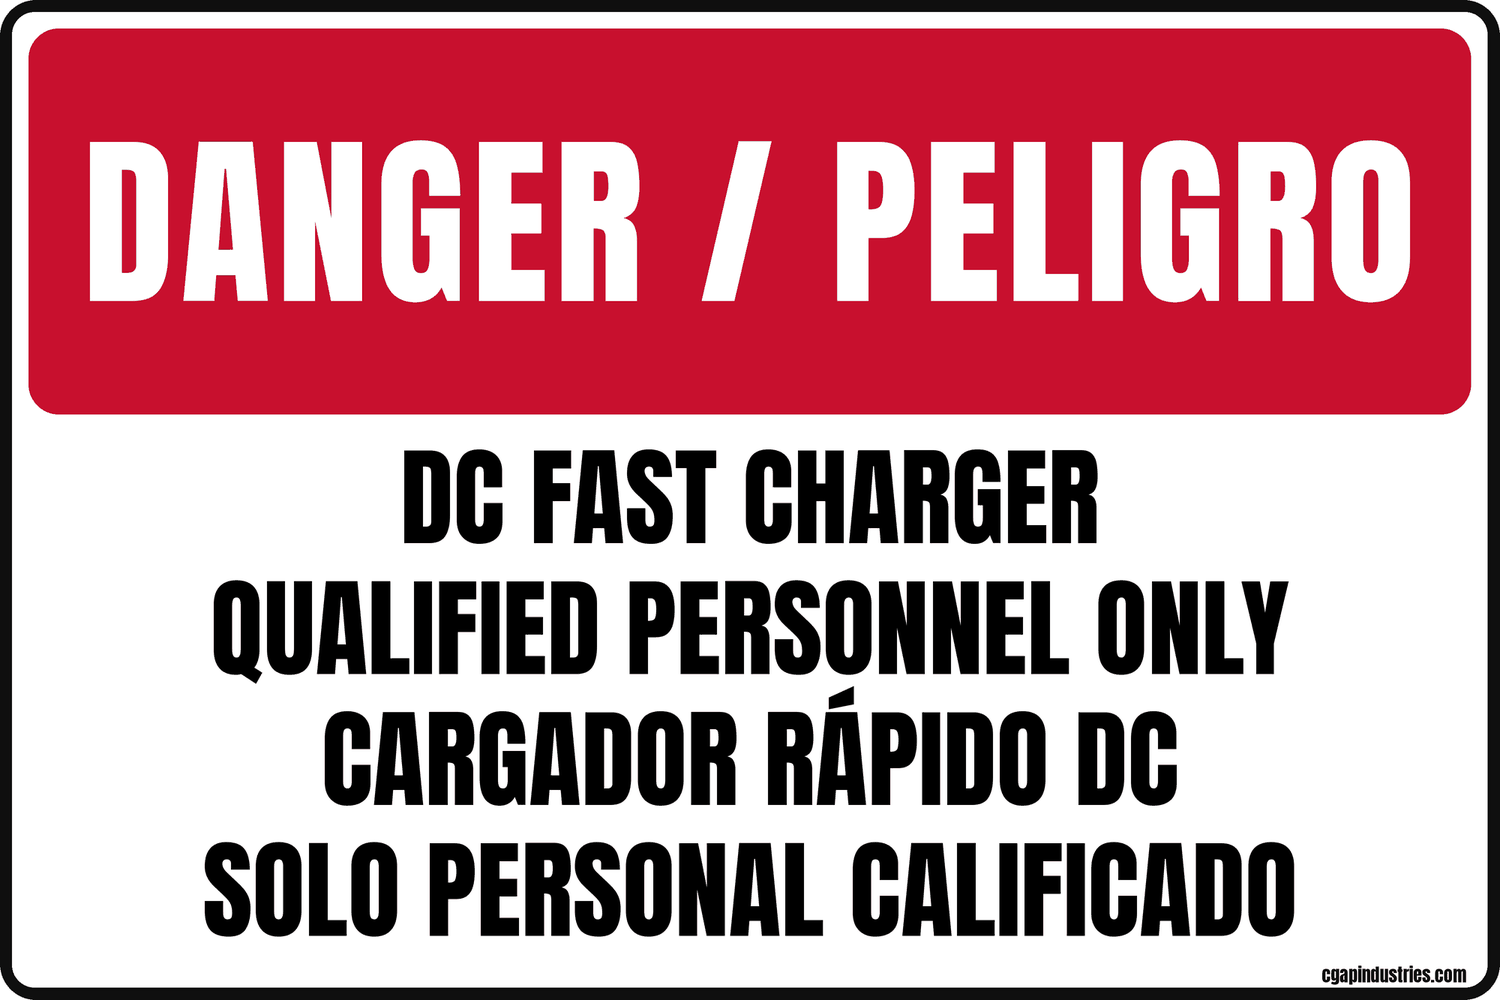 DANGER / PELIGRO
DC FAST CHARGER
QUALIFIED PERSONNEL ONLY
CARGADOR RÁPIDO DC
SOLO PERSONAL CALIFICADO
cgapindustries.com